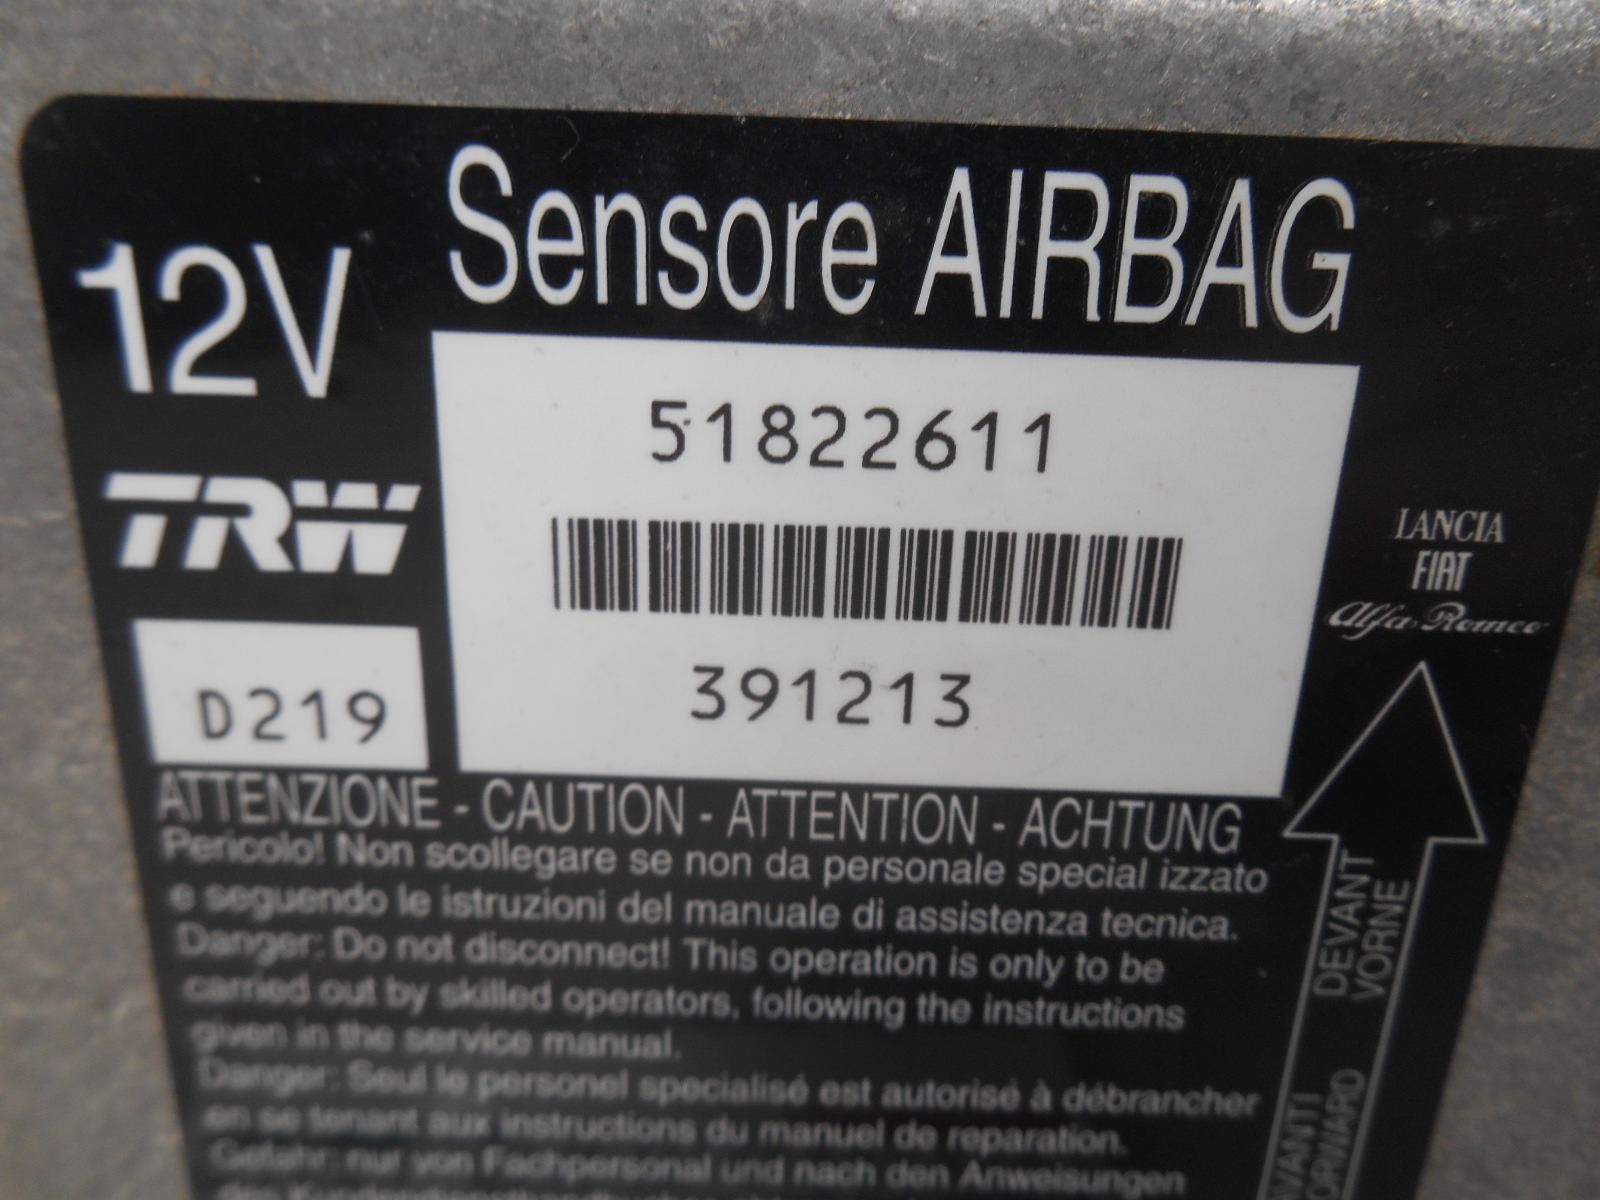 Sensore AIRBAG
12V
51822611
TRW
LANCIA
FIAT
Alfa Romeo
D219
391213
ATTENZIONE - CAUTION - ATTENTION - ACHTUNG
Pericolo! Non scollegare se non da personale special izzato
e seguendo le istruzioni del manuale di assistenza tecnica.
Danger: Do not disconnect! This operation is only to be
carried out by skilled operators, following the instructions
given in the service manual.
Danger: Seul le personel specialisé est autorisé à débrancher
en se tenant aux instructions du manuel de reparation.
Gefahr: nur von Fachpersonal und nach den Anweisungen
DEVANT
VORNE